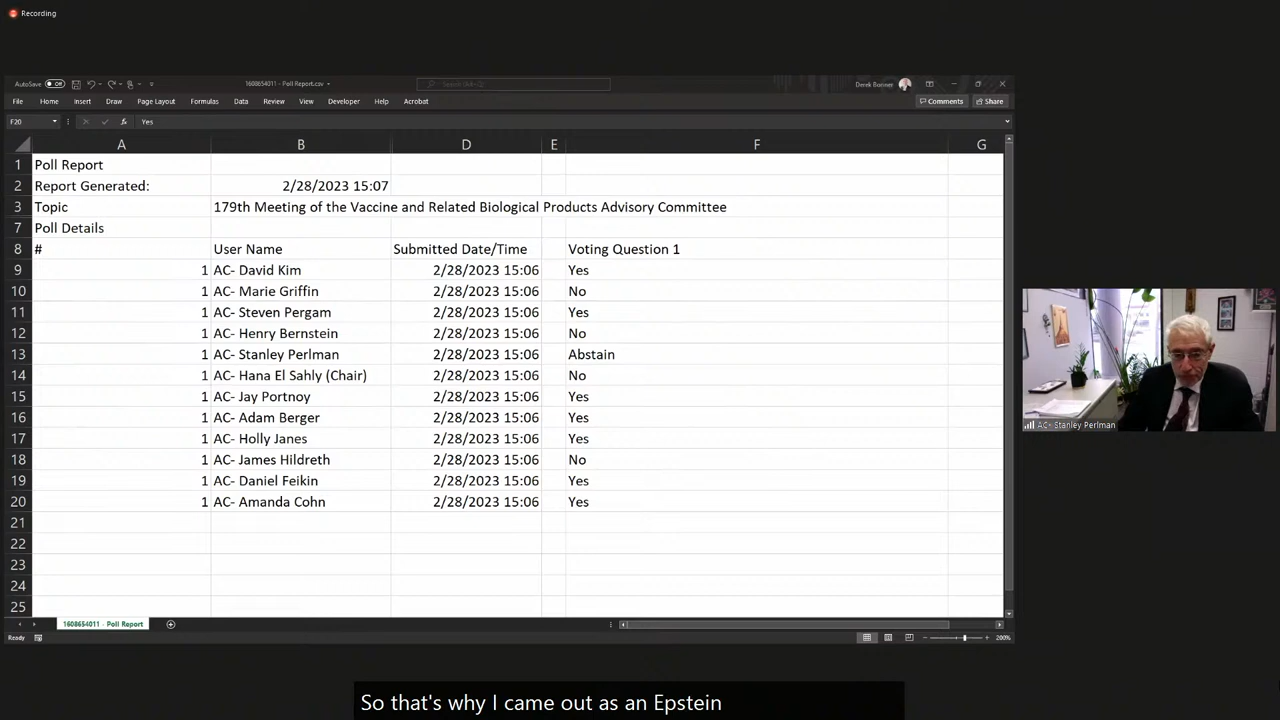 Recording
AutoSave Off 1608654011 - Poll Report.csv Search (Alt+Q) Derek Bonner
File Home Insert Draw Page Layout Formulas Data Review View Developer Help Acrobat Comments Share
F20 fx Yes
A B D E F G
1 Poll Report
2 Report Generated: 2/28/2023 15:07
3 Topic 179th Meeting of the Vaccine and Related Biological Products Advisory Committee
7 Poll Details
8 # User Name Submitted Date/Time Voting Question 1
9 1 AC- David Kim 2/28/2023 15:06 Yes
10 1 AC- Marie Griffin 2/28/2023 15:06 No
11 1 AC- Steven Pergam 2/28/2023 15:06 Yes
12 1 AC- Henry Bernstein 2/28/2023 15:06 No
13 1 AC- Stanley Perlman 2/28/2023 15:06 Abstain
14 1 AC- Hana El Sahly (Chair) 2/28/2023 15:06 No
15 1 AC- Jay Portnoy 2/28/2023 15:06 Yes
16 1 AC- Adam Berger 2/28/2023 15:06 Yes
17 1 AC- Holly Janes 2/28/2023 15:06 Yes
18 1 AC- James Hildreth 2/28/2023 15:06 No
19 1 AC- Daniel Feikin 2/28/2023 15:06 Yes
20 1 AC- Amanda Cohn 2/28/2023 15:06 Yes
21
22
23
24
25
AC- Stanley Perlman
1608654011 - Poll Report
Ready 200%
So that's why I came out as an Epstein